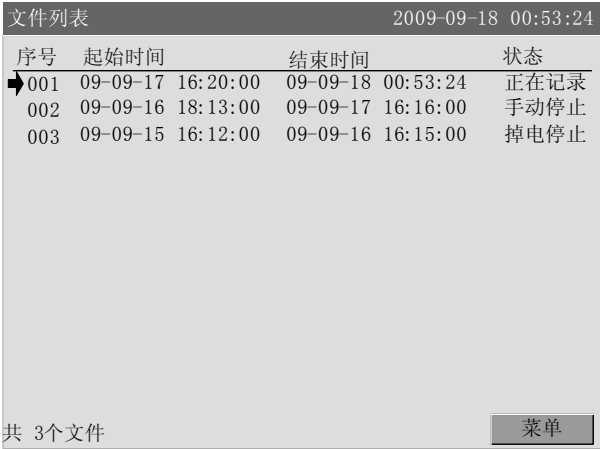 文件列表 2009-09-18 00:53:24
序号 起始时间 结束时间 状态
001 09-09-17 16:20:00 09-09-18 00:53:24 正在记录
002 09-09-16 18:13:00 09-09-17 16:16:00 手动停止
003 09-09-15 16:12:00 09-09-16 16:15:00 掉电停止
共 3个文件 菜单